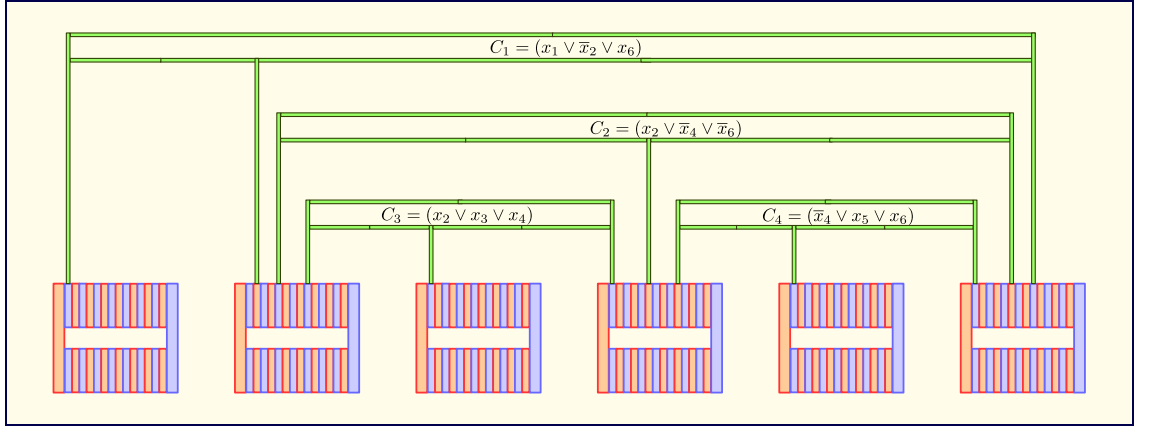 C₁ = (x₁ ∨ x̅₂ ∨ x₆)
C₂ = (x₂ ∨ x̅₄ ∨ x̅₆)
C₃ = (x₂ ∨ x₃ ∨ x₄)
C₄ = (x̅₄ ∨ x₅ ∨ x₆)